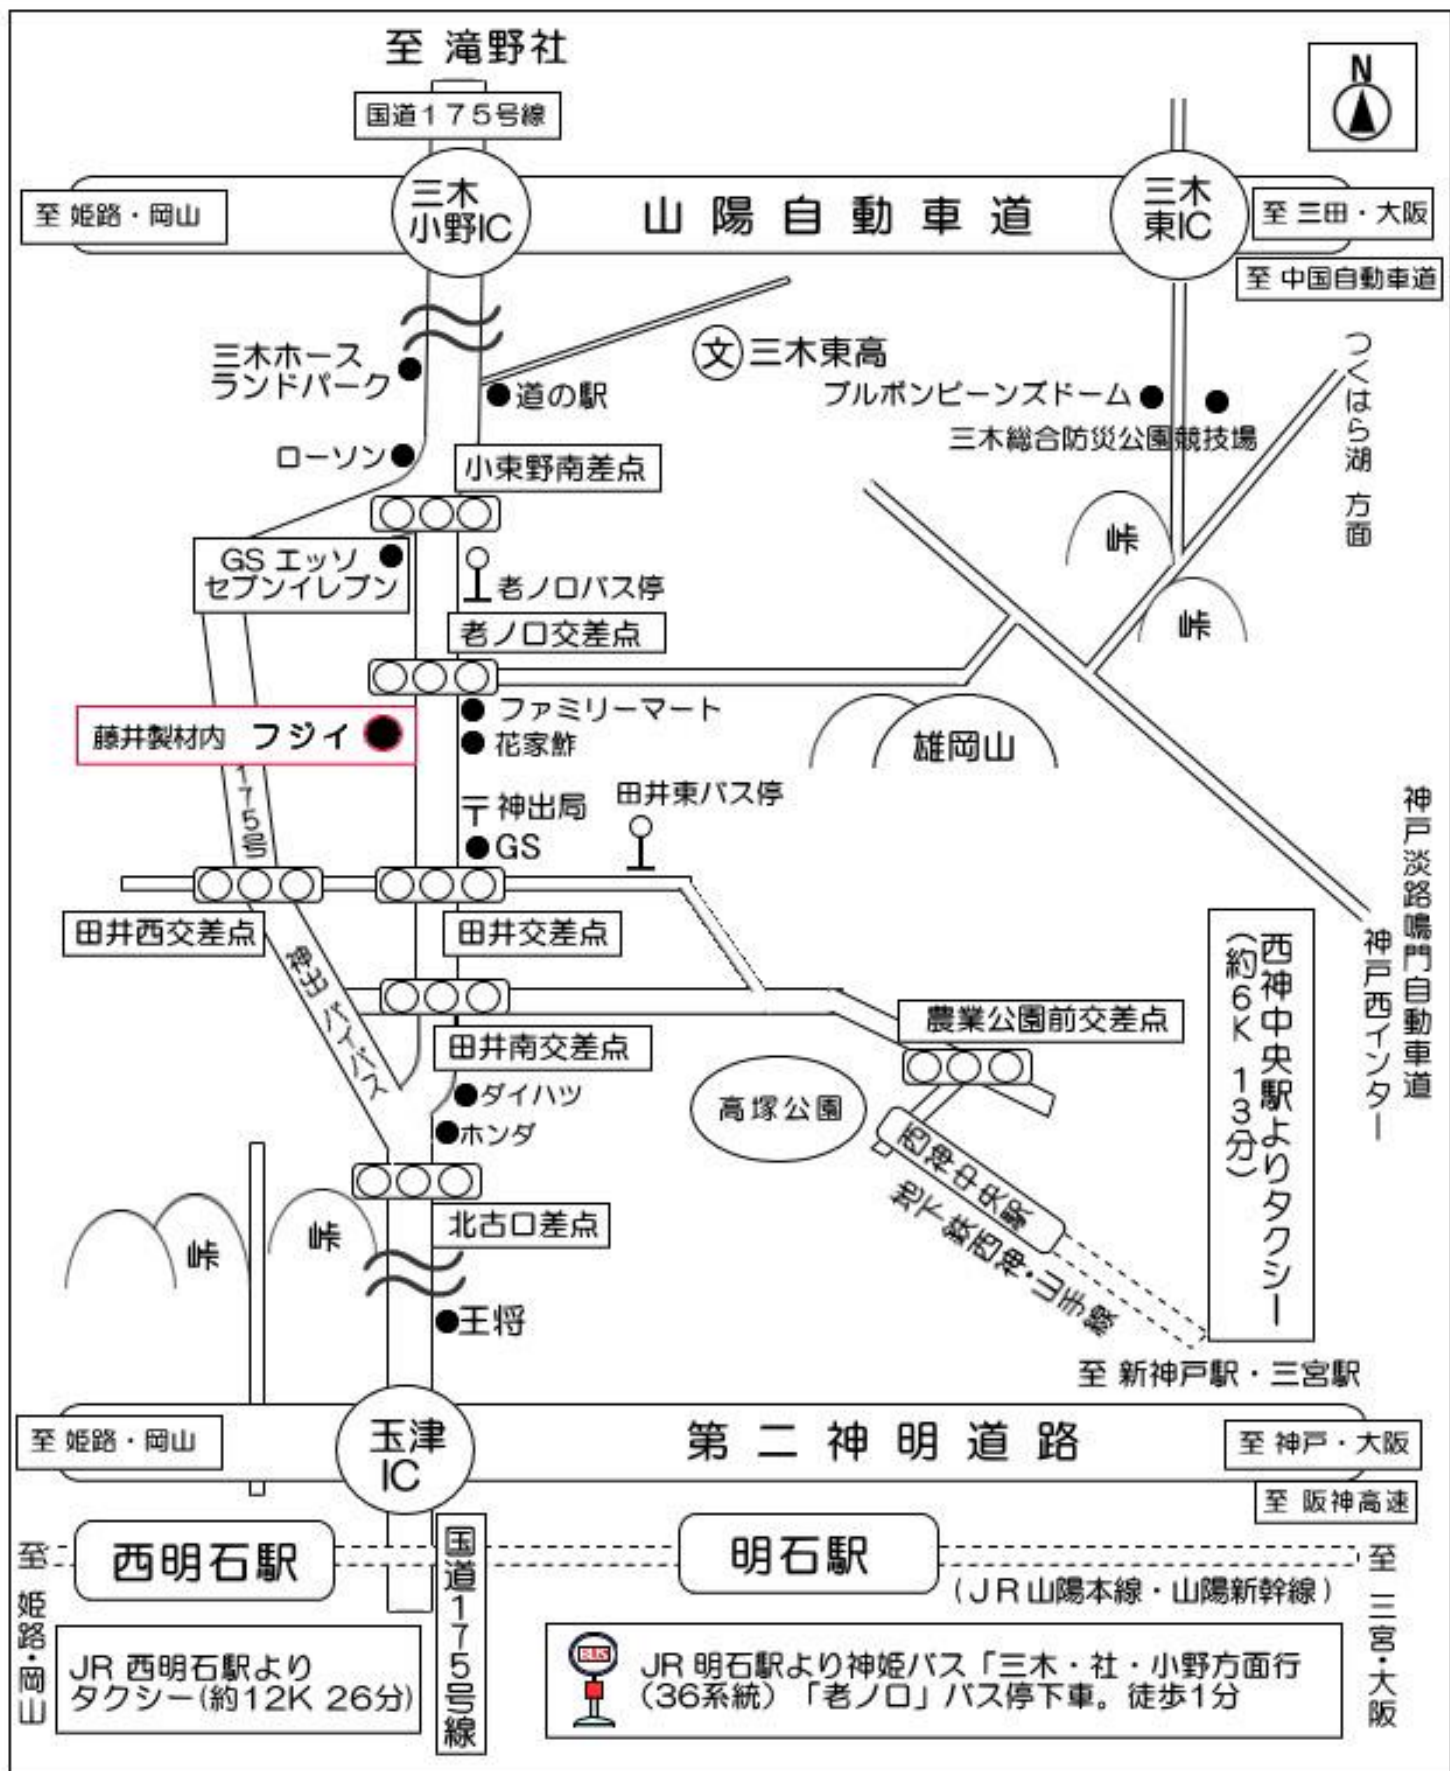 至 滝野社
国道１７５号線
N
三木
小野IC
山陽自動車道
三木
東IC
至 姫路・岡山
至 三田・大阪
至 中国自動車道
三木ホース
ランドパーク
道の駅
文
三木東高
ブルボンビーンズドーム
三木総合防災公園競技場
つくはら湖 方面
ローソン
小束野南差点
峠
峠
GS エッソ
セブンイレブン
老ノ口バス停
老ノ口交差点
ファミリーマート
花家鮓
藤井製材内 フジイ
175号
雄岡山
〒神出局
GS
田井東バス停
神戸淡路鳴門自動車道
神戸西インター
田井西交差点
田井交差点
神出バイパス
田井南交差点
農業公園前交差点
西神中央駅よりタクシー
（約6K 13分）
ダイハツ
ホンダ
高塚公園
西神中央駅
地下鉄西神・山手線
峠
峠
北古口差点
王将
至 新神戸駅・三宮駅
至 姫路・岡山
玉津
IC
第二神明道路
至 神戸・大阪
至 阪神高速
至 姫路・岡山
西明石駅
国道175号線
明石駅
（ＪＲ山陽本線・山陽新幹線）
至 三宮・大阪
JR 西明石駅より
タクシー(約12K 26分)
BUS
JR 明石駅より神姫バス「三木・社・小野方面行
（36系統）「老ノ口」バス停下車。徒歩1分